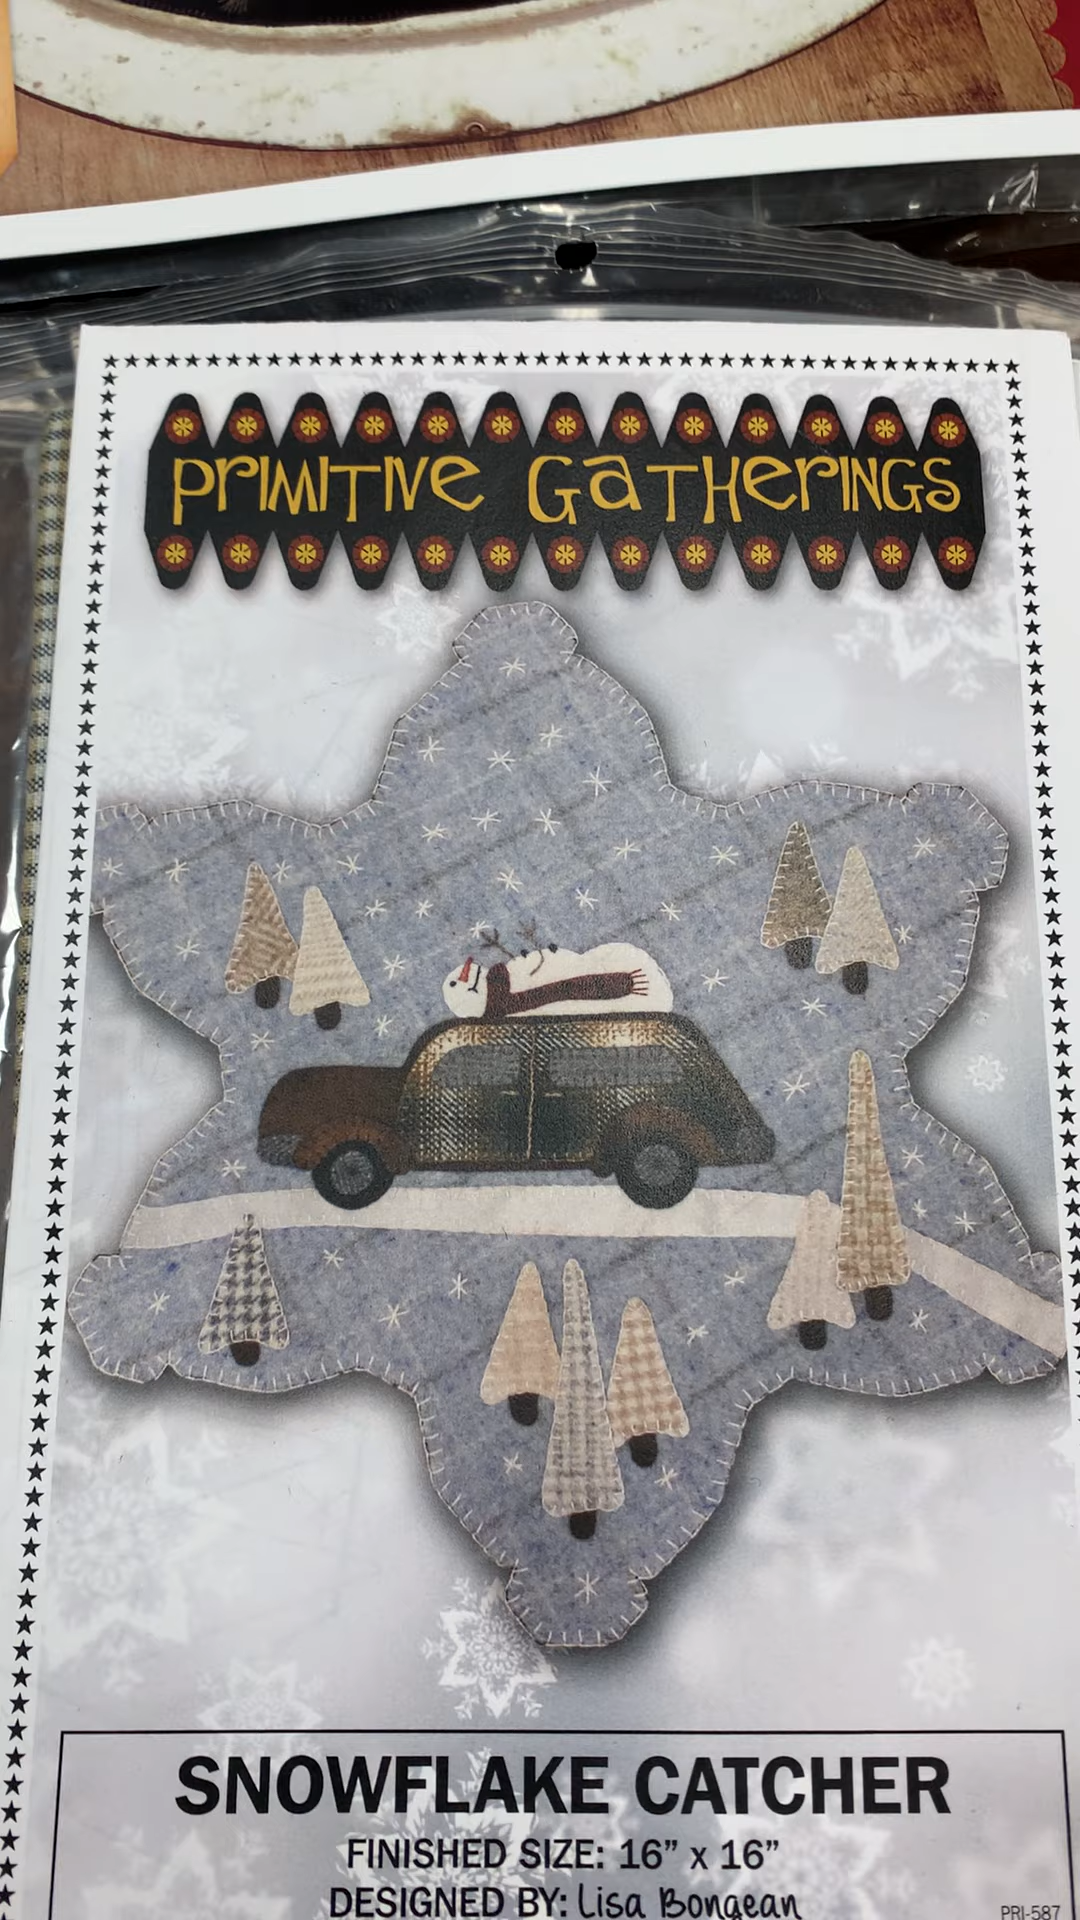 PRIMITIVE GATHERINGS
SNOWFLAKE CATCHER
FINISHED SIZE: 16” x 16”
DESIGNED BY: Lisa Bongean
PRI-587